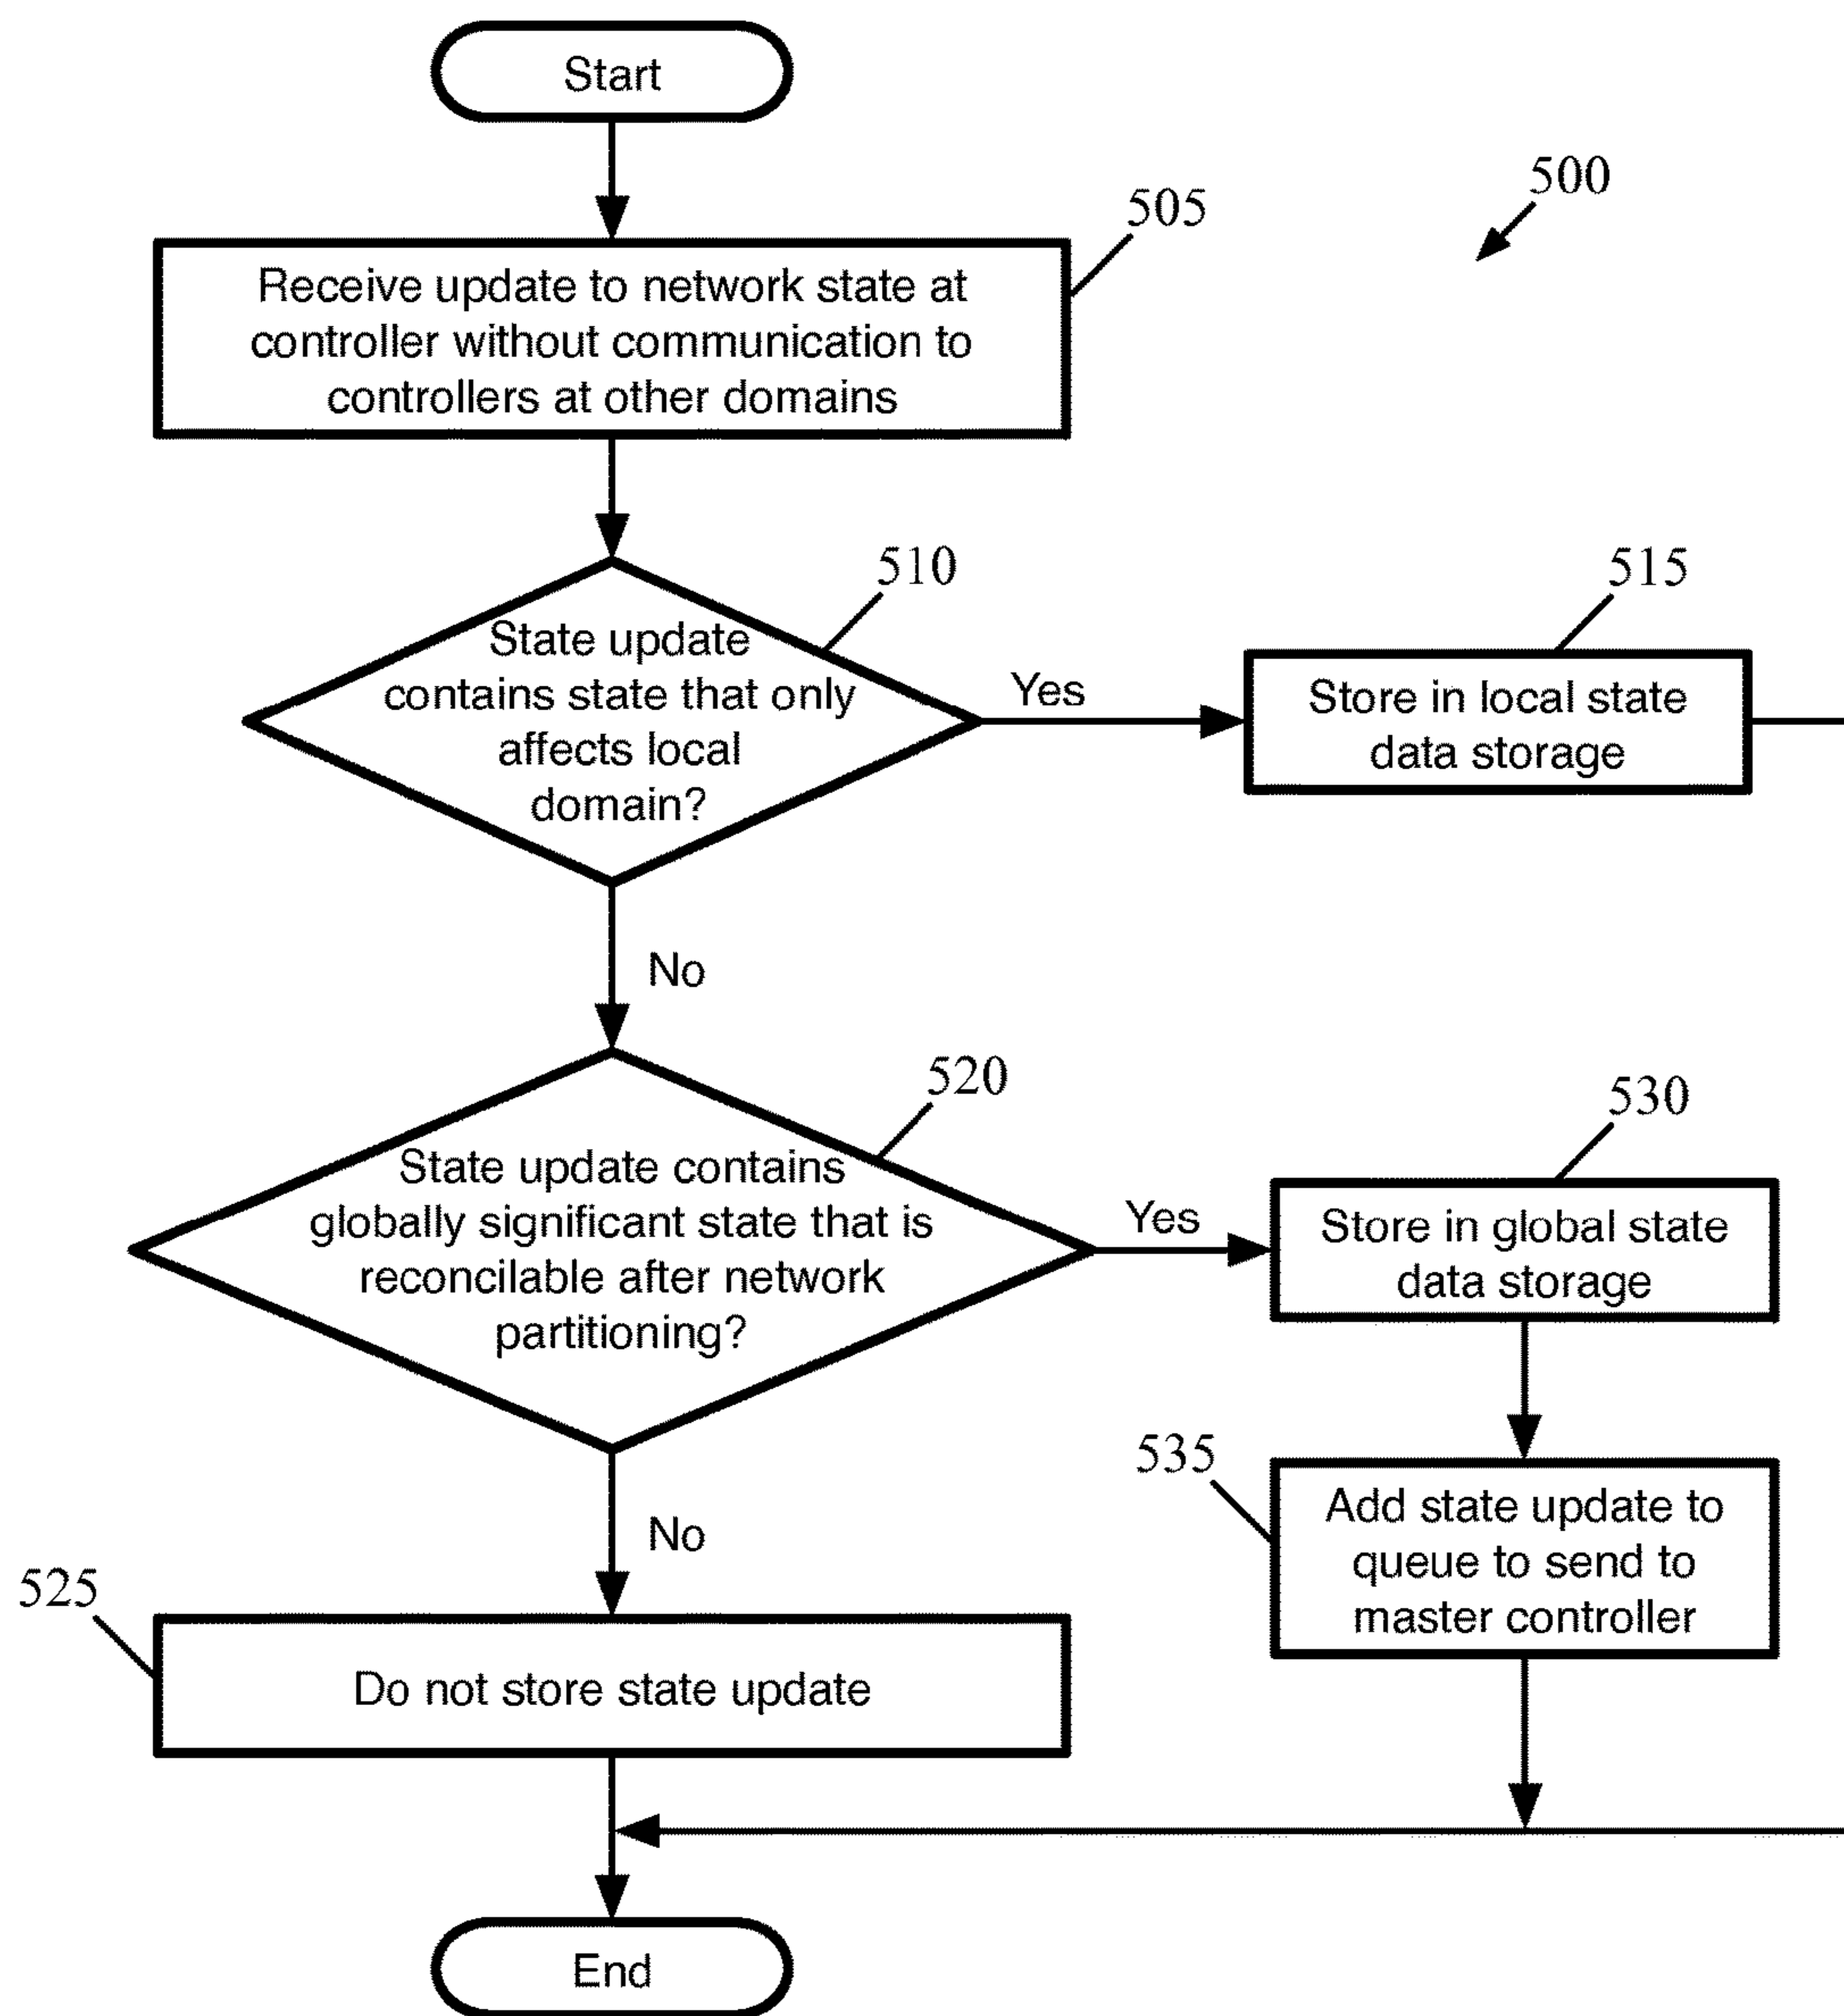 Start
500
505
Receive update to network state at
controller without communication to
controllers at other domains
510
State update
contains state that only
affects local
domain?
Yes
515
Store in local state
data storage
No
520
State update contains
globally significant state that is
reconcilable after network
partitioning?
Yes
530
Store in global state
data storage
535
Add state update to
queue to send to
master controller
No
525
Do not store state update
End